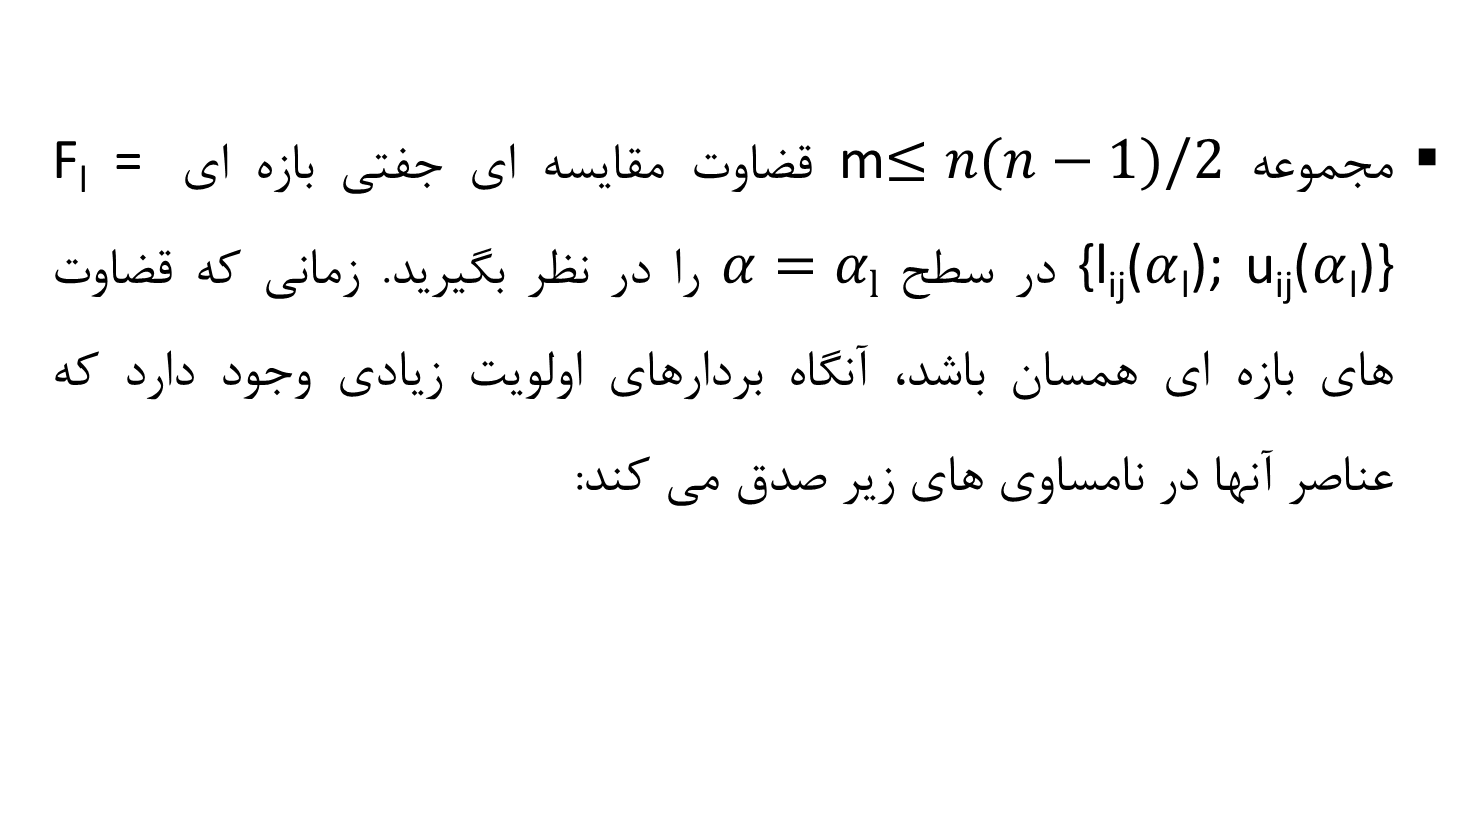 ▪ مجموعه m≤ n(n − 1)/2 قضاوت مقایسه ای جفتی بازه ای F_l =
{l_ij(α_l); u_ij(α_l)} در سطح α = α_l را در نظر بگیرید. زمانی که قضاوت
های بازه ای همسان باشد، آنگاه بردارهای اولویت زیادی وجود دارد که
عناصر آنها در نامساوی های زیر صدق می کند: